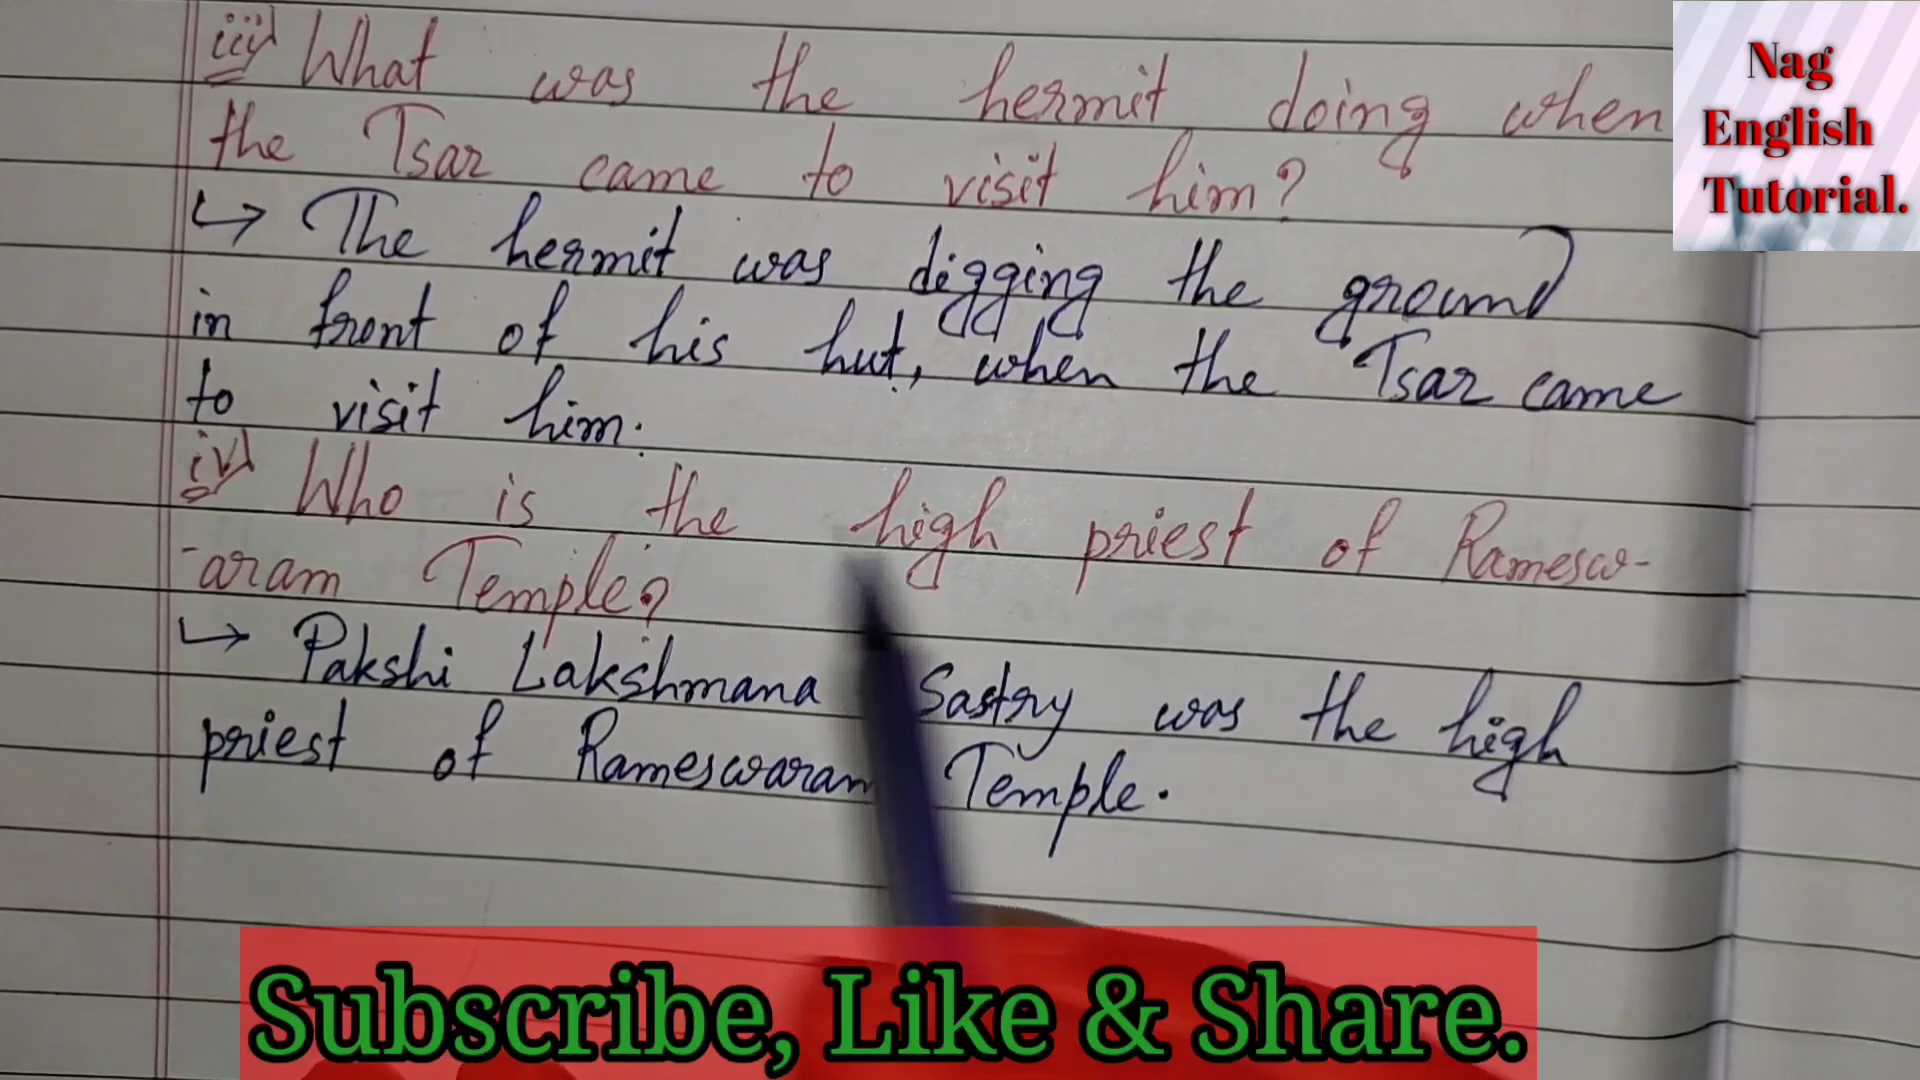 iii) What was the hermit doing when
the Tsar came to visit him?
↳ The hermit was digging the ground
in front of his hut, when the Tsar came
to visit him.
iv) Who is the high priest of Ramesw-
-aram Temple?
↳ Pakshi Lakshmana Sastry was the high
priest of Rameswaram Temple.
Nag
English
Tutorial.
Subscribe, Like & Share.